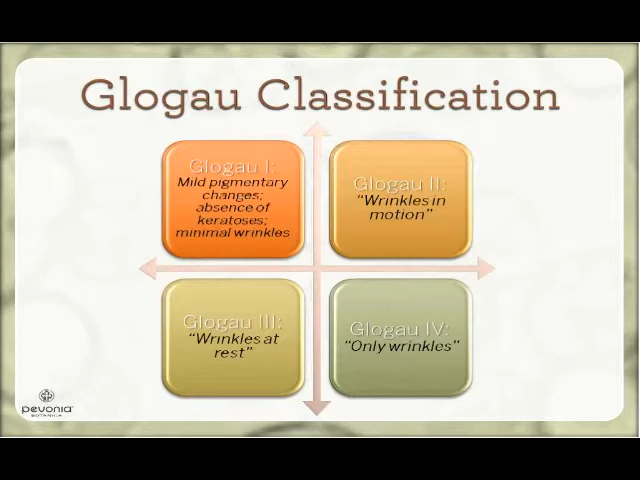 Glogau Classification
Glogau I:
Mild pigmentary
changes;
absence of
keratoses;
minimal wrinkles
Glogau II:
“Wrinkles in
motion”
Glogau III:
“Wrinkles at
rest”
Glogau IV:
“Only wrinkles”
pevonia
BOTANICA